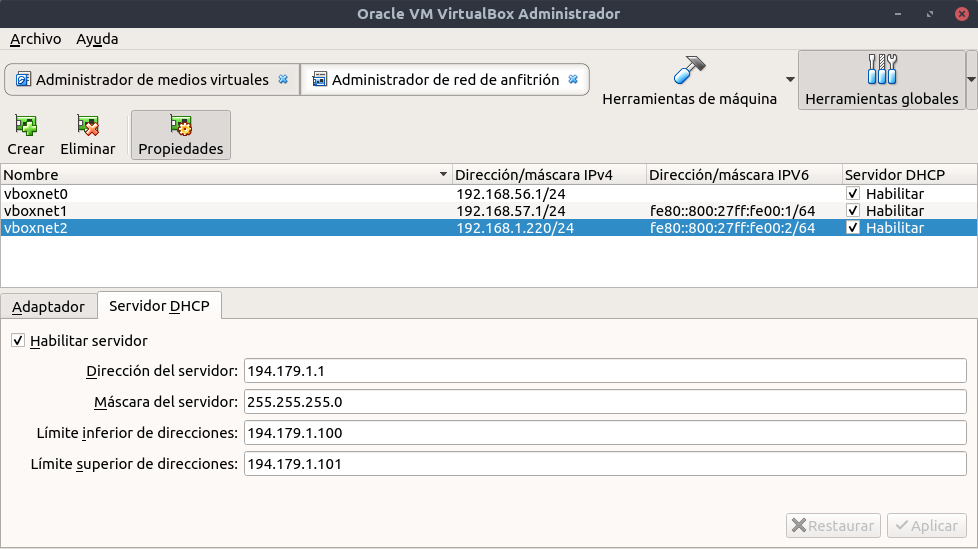 Oracle VM VirtualBox Administrador
Archivo Ayuda
Administrador de medios virtuales Administrador de red de anfitrión Herramientas de máquina Herramientas globales
Crear Eliminar Propiedades
Nombre Dirección/máscara IPv4 Dirección/máscara IPV6 Servidor DHCP
vboxnet0 192.168.56.1/24 Habilitar
vboxnet1 192.168.57.1/24 fe80::800:27ff:fe00:1/64 Habilitar
vboxnet2 192.168.1.220/24 fe80::800:27ff:fe00:2/64 Habilitar
Adaptador Servidor DHCP
Habilitar servidor
Dirección del servidor: 194.179.1.1
Máscara del servidor: 255.255.255.0
Límite inferior de direcciones: 194.179.1.100
Límite superior de direcciones: 194.179.1.101
Restaurar Aplicar